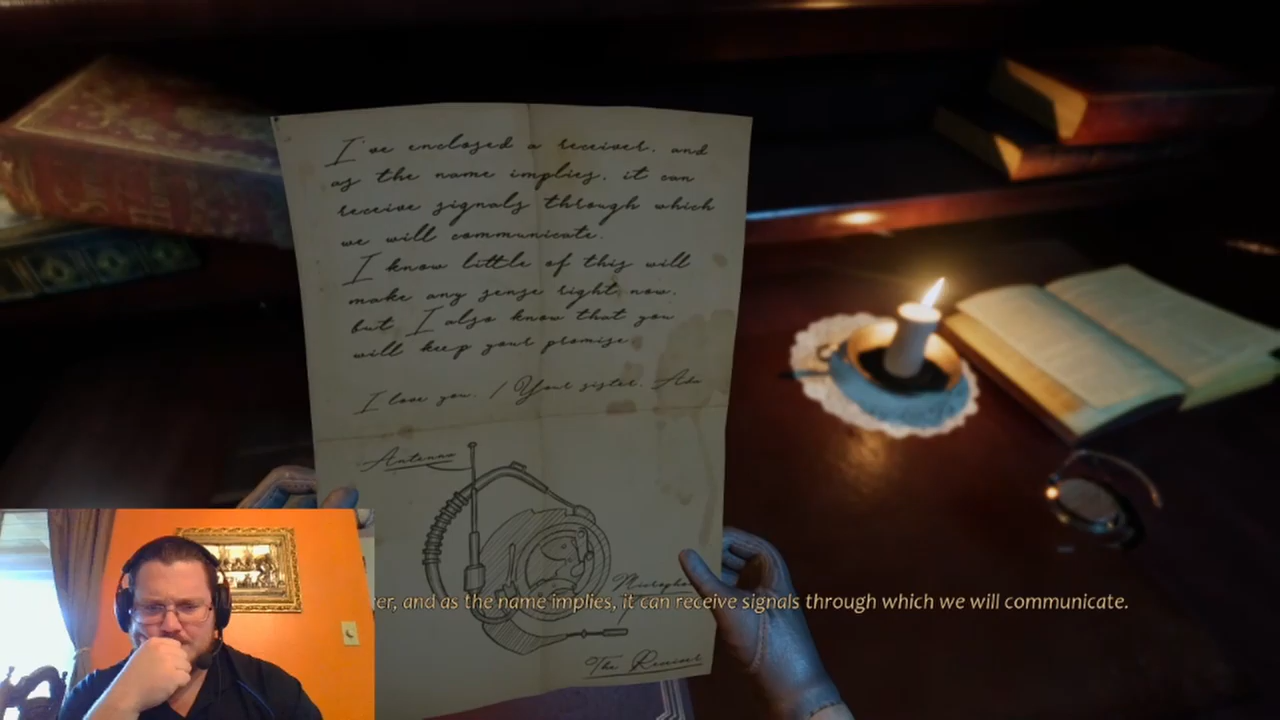 I've enclosed a receiver, and
as the name implies, it can
receive signals through which
we will communicate.
I know little of this will
make any sense right now,
but I also know that you
will keep your promise.
I love you. / Your sister, Ada
Antenna
Microphone
er, and as the name implies, it can receive signals through which we will communicate.
The Receiver